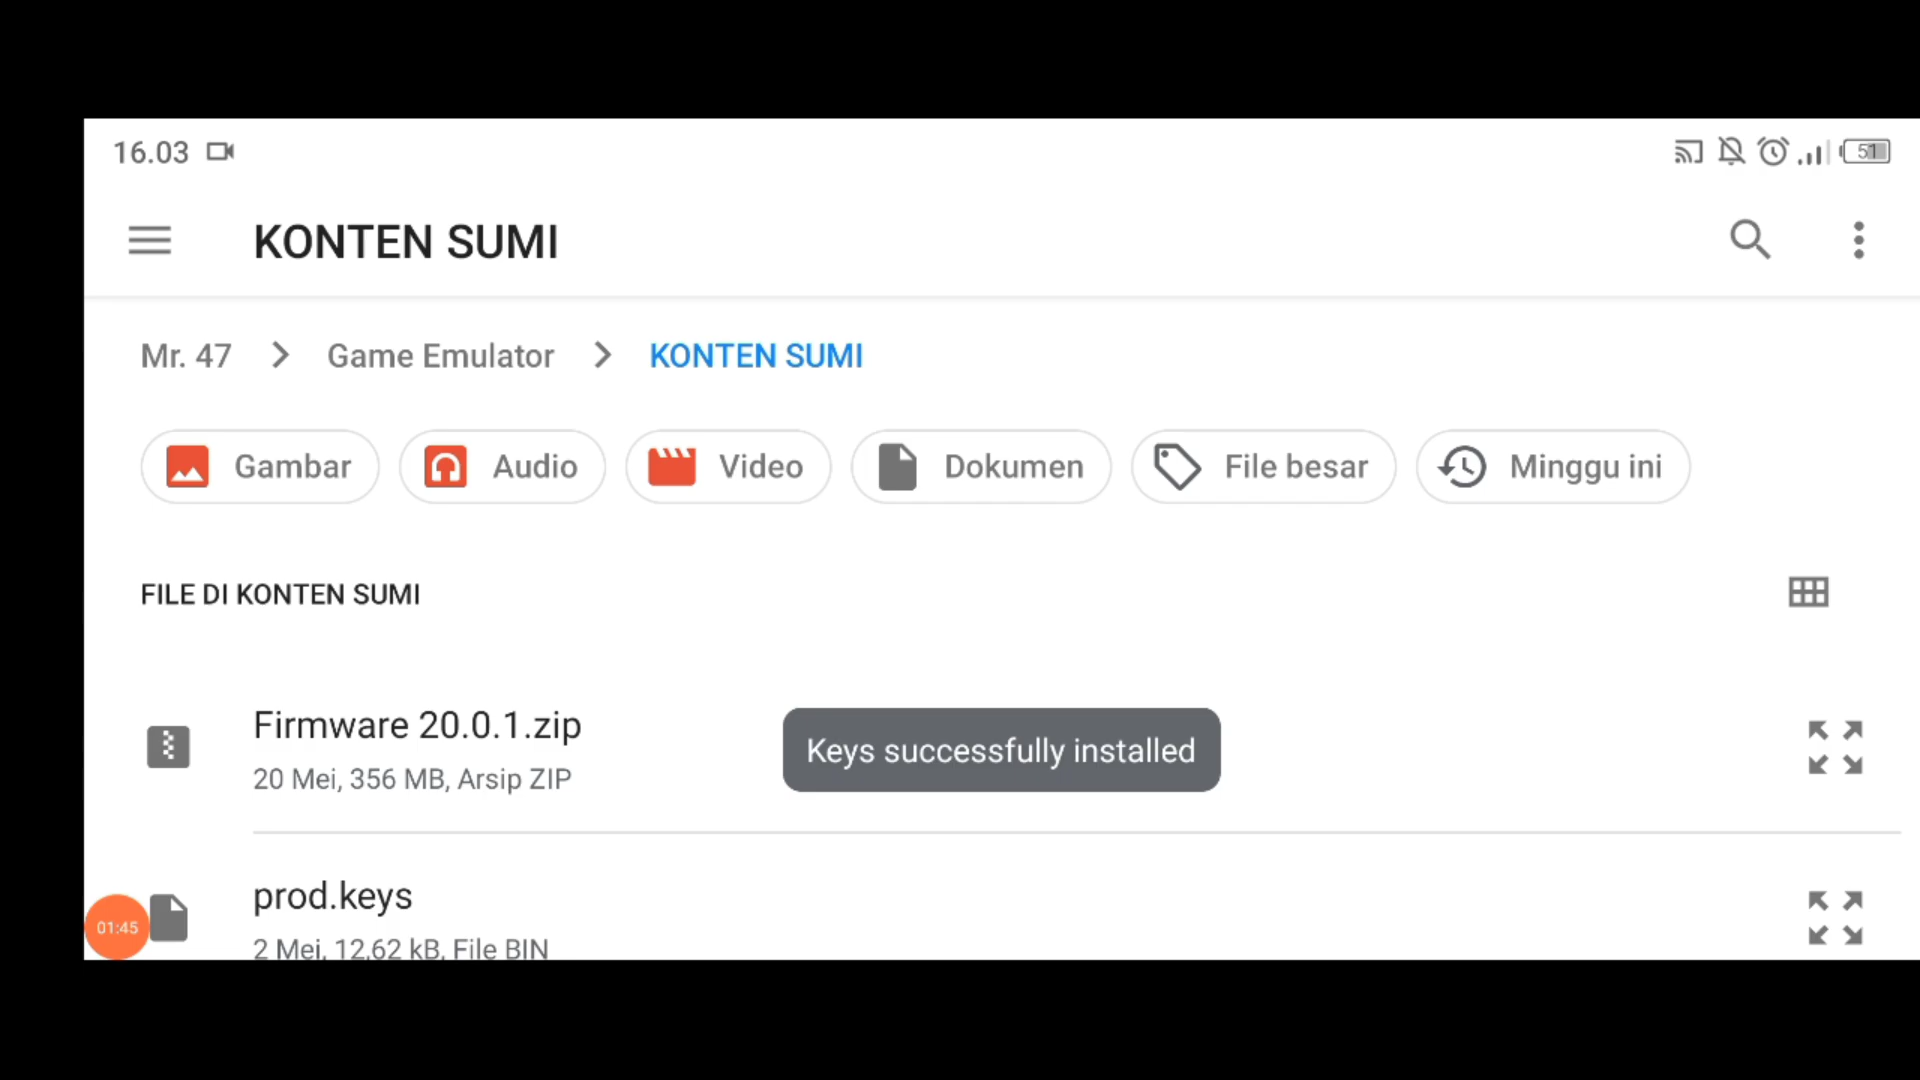 16.03
51
KONTEN SUMI
Mr. 47 > Game Emulator > KONTEN SUMI
Gambar Audio Video Dokumen File besar Minggu ini
FILE DI KONTEN SUMI
Firmware 20.0.1.zip
20 Mei, 356 MB, Arsip ZIP
Keys successfully installed
prod.keys
2 Mei, 12,62 kB, File BIN
01:45